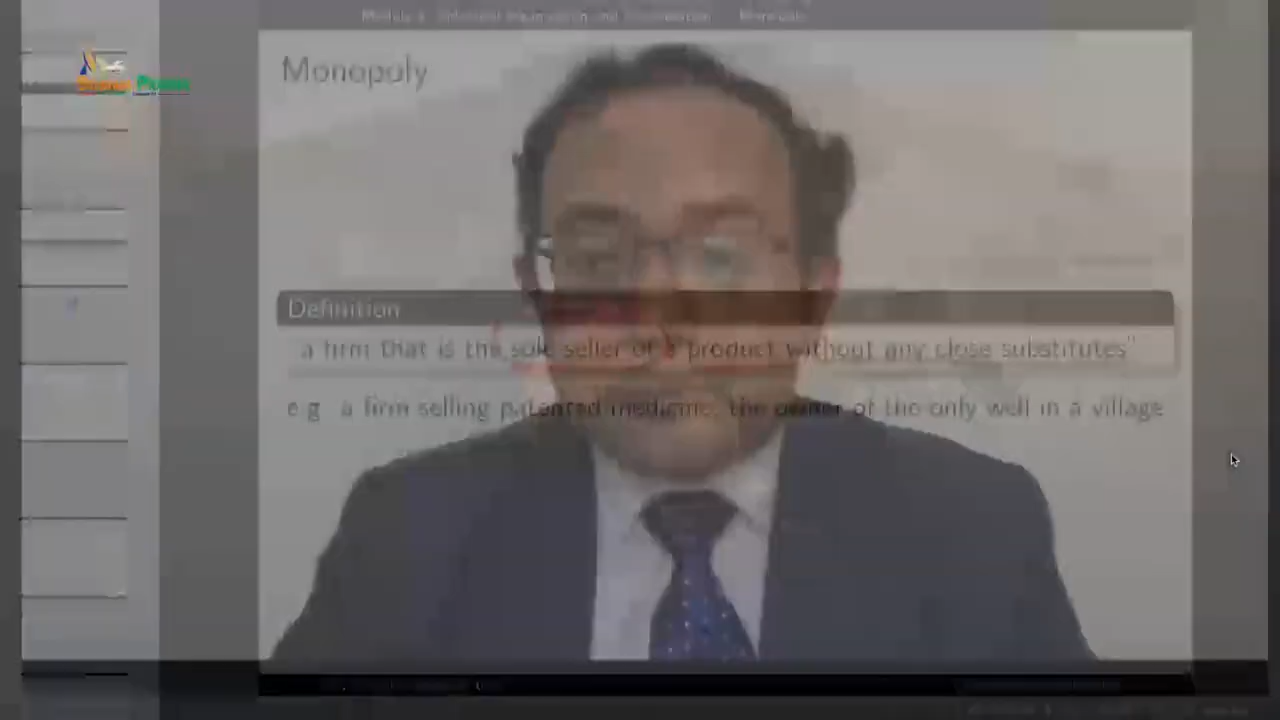 Monopoly
Definition
"a firm that is the sole seller of a product without any close substitutes"
e.g. a firm selling patented medicine, the owner of the only well in a village
Power